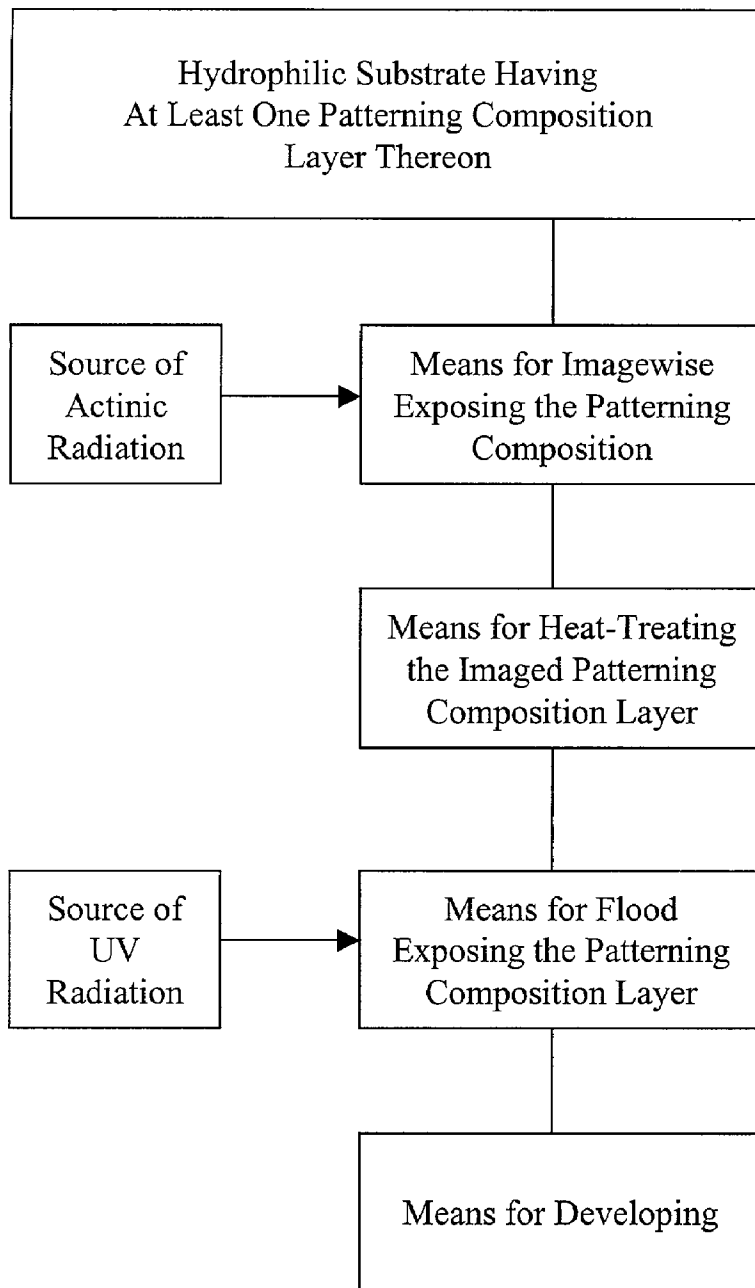 Hydrophilic Substrate Having
At Least One Patterning Composition
Layer Thereon
Source of
Actinic
Radiation
Means for Imagewise
Exposing the Patterning
Composition
Means for Heat-Treating
the Imaged Patterning
Composition Layer
Source of
UV
Radiation
Means for Flood
Exposing the Patterning
Composition Layer
Means for Developing